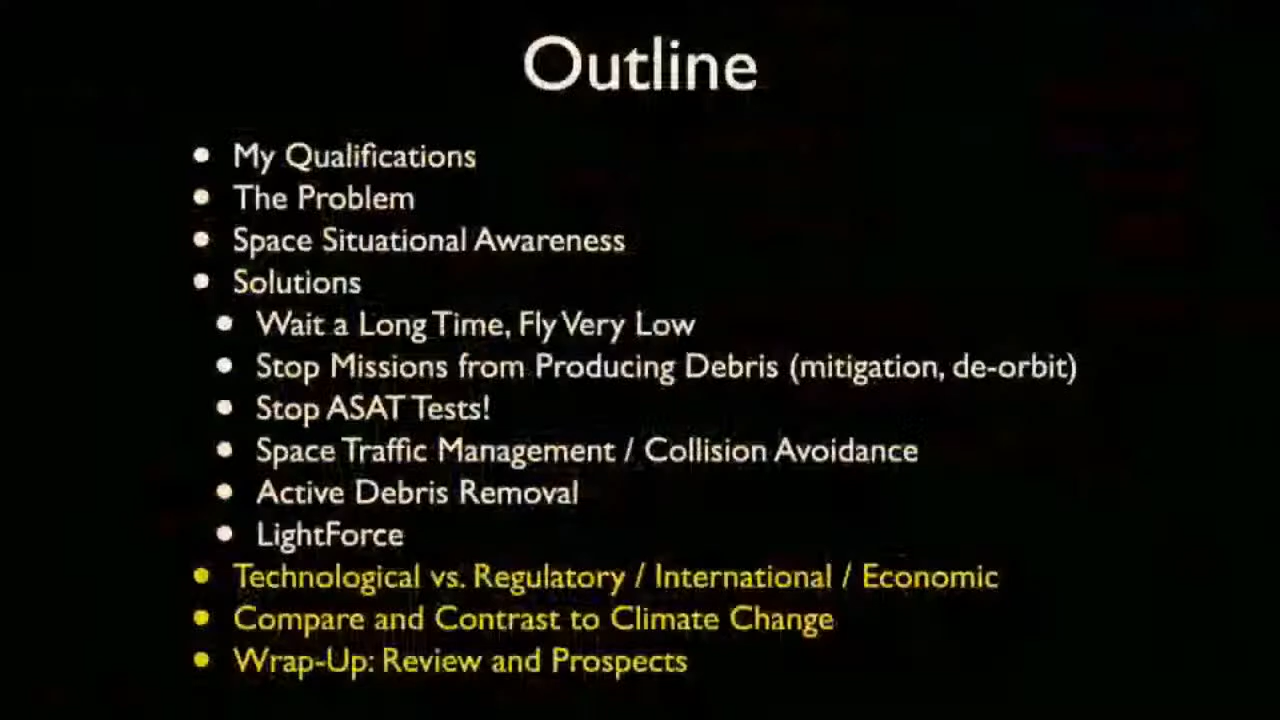 Outline
• My Qualifications
• The Problem
• Space Situational Awareness
• Solutions
• Wait a Long Time, Fly Very Low
• Stop Missions from Producing Debris (mitigation, de-orbit)
• Stop ASAT Tests!
• Space Traffic Management / Collision Avoidance
• Active Debris Removal
• LightForce
• Technological vs. Regulatory / International / Economic
• Compare and Contrast to Climate Change
• Wrap-Up: Review and Prospects